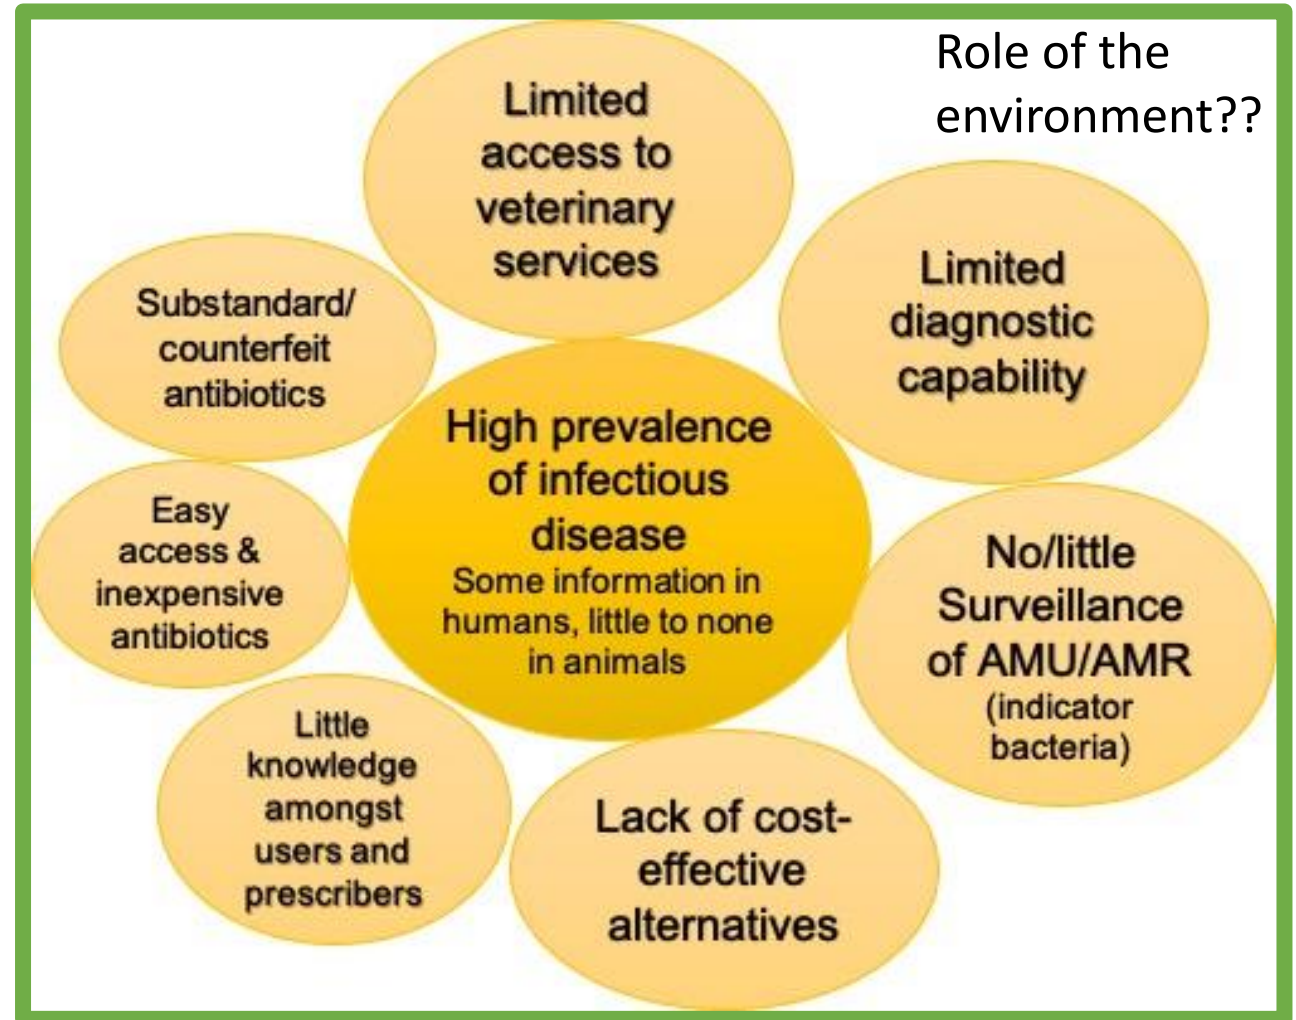 Role of the
environment??
Limited
access to
veterinary
services
Limited
diagnostic
capability
Substandard/
counterfeit
antibiotics
High prevalence
of infectious
disease
Some information in
humans, little to none
in animals
Easy
access &
inexpensive
antibiotics
No/little
Surveillance
of AMU/AMR
(indicator
bacteria)
Little
knowledge
amongst
users and
prescribers
Lack of cost-
effective
alternatives